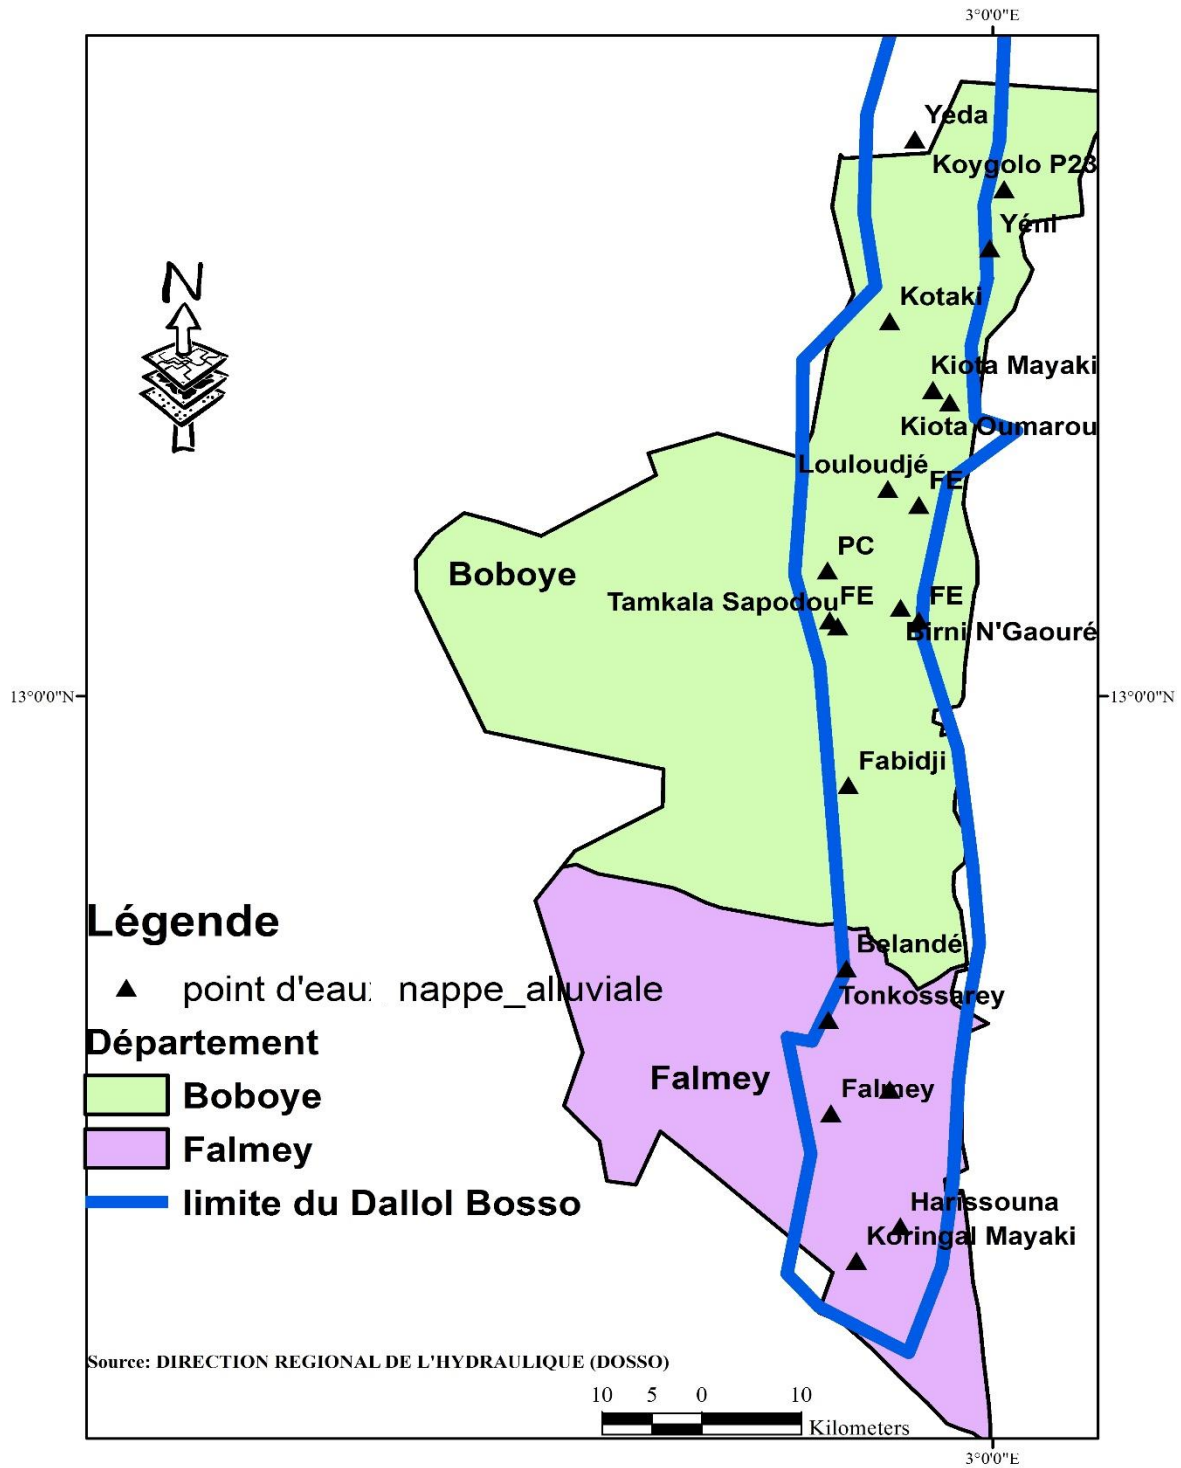 3°0'0"E
N
Yeda
Koygolo P23
Yéni
Kotaki
Kiota Mayaki
Kiota Oumarou
Louloudjé
FE
PC
Boboye
Tamkala Sapodou
FE
FE
Birni N'Gaouré
13°0'0"N
13°0'0"N
Fabidji
Légende
Belandé
point d'eau: nappe_alluviale
Tonkossarey
Département
Falmey
Boboye
Falmey
Falmey
limite du Dallol Bosso
Harissouna
Koringal Mayaki
Source: DIRECTION REGIONAL DE L'HYDRAULIQUE (DOSSO)
10 5 0 10
Kilometers
3°0'0"E